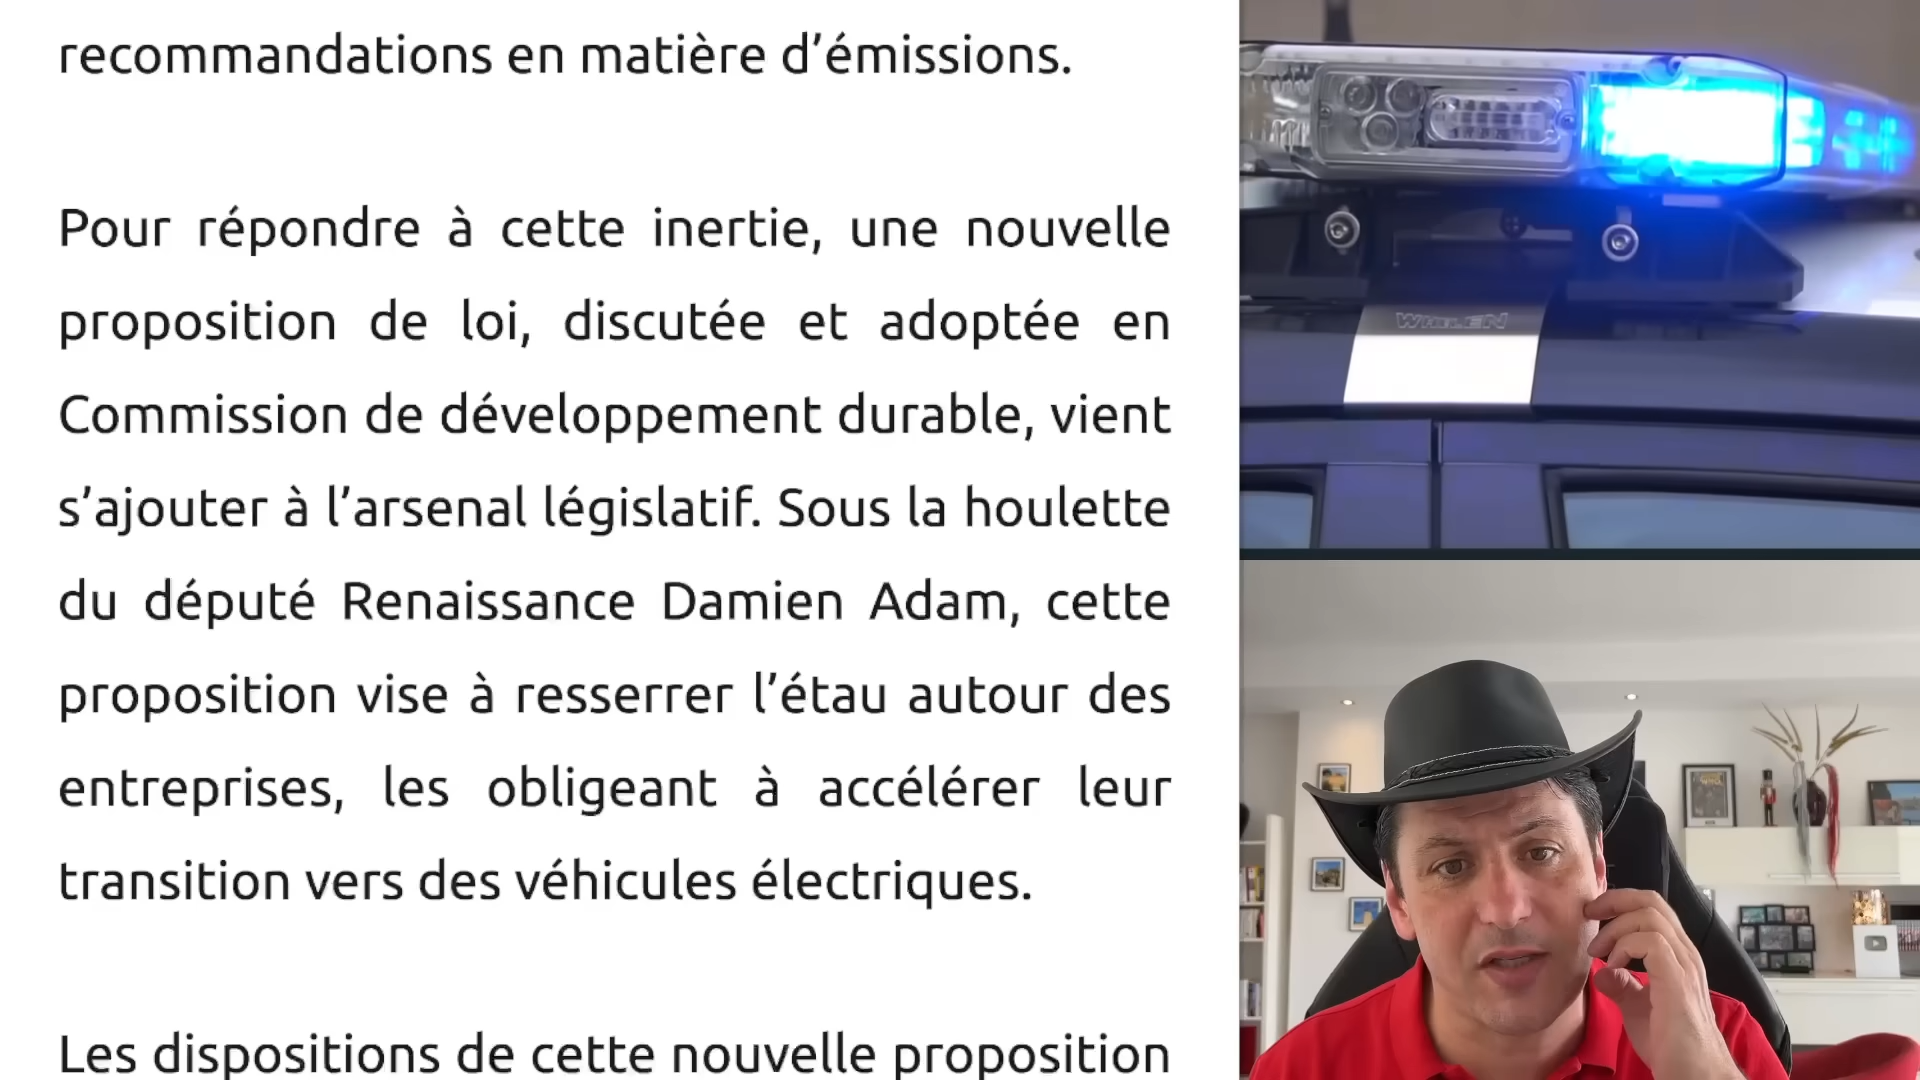 recommandations en matière d’émissions.
Pour répondre à cette inertie, une nouvelle
proposition de loi, discutée et adoptée en
Commission de développement durable, vient
s’ajouter à l’arsenal législatif. Sous la houlette
du député Renaissance Damien Adam, cette
proposition vise à resserrer l’étau autour des
entreprises, les obligeant à accélérer leur
transition vers des véhicules électriques.
Les dispositions de cette nouvelle proposition
WHELEN